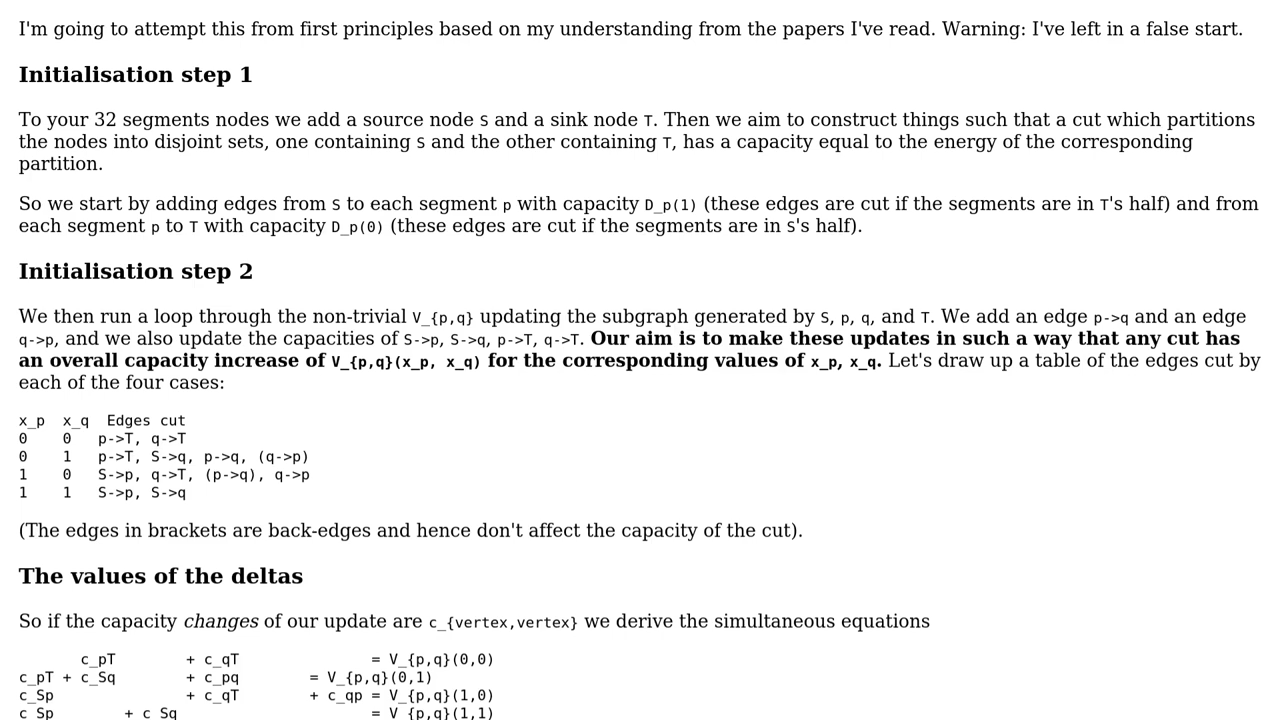 I'm going to attempt this from first principles based on my understanding from the papers I've read. Warning: I've left in a false start.
Initialisation step 1
To your 32 segments nodes we add a source node S and a sink node T. Then we aim to construct things such that a cut which partitions
the nodes into disjoint sets, one containing S and the other containing T, has a capacity equal to the energy of the corresponding
partition.
So we start by adding edges from S to each segment p with capacity D_p(1) (these edges are cut if the segments are in T's half) and from
each segment p to T with capacity D_p(0) (these edges are cut if the segments are in S's half).
Initialisation step 2
We then run a loop through the non-trivial V_{p,q} updating the subgraph generated by S, p, q, and T. We add an edge p->q and an edge
q->p, and we also update the capacities of S->p, S->q, p->T, q->T. Our aim is to make these updates in such a way that any cut has
an overall capacity increase of V_{p,q}(x_p, x_q) for the corresponding values of x_p, x_q. Let's draw up a table of the edges cut by
each of the four cases:
x_p  x_q  Edges cut
0    0   p->T, q->T
0    1   p->T, S->q, p->q, (q->p)
1    0   S->p, q->T, (p->q), q->p
1    1   S->p, S->q
(The edges in brackets are back-edges and hence don't affect the capacity of the cut).
The values of the deltas
So if the capacity changes of our update are c_{vertex,vertex} we derive the simultaneous equations
       c_pT        + c_qT               = V_{p,q}(0,0)
c_pT + c_Sq        + c_pq        = V_{p,q}(0,1)
c_Sp               + c_qT        + c_qp = V_{p,q}(1,0)
c_Sp        + c_Sq                      = V_{p,q}(1,1)